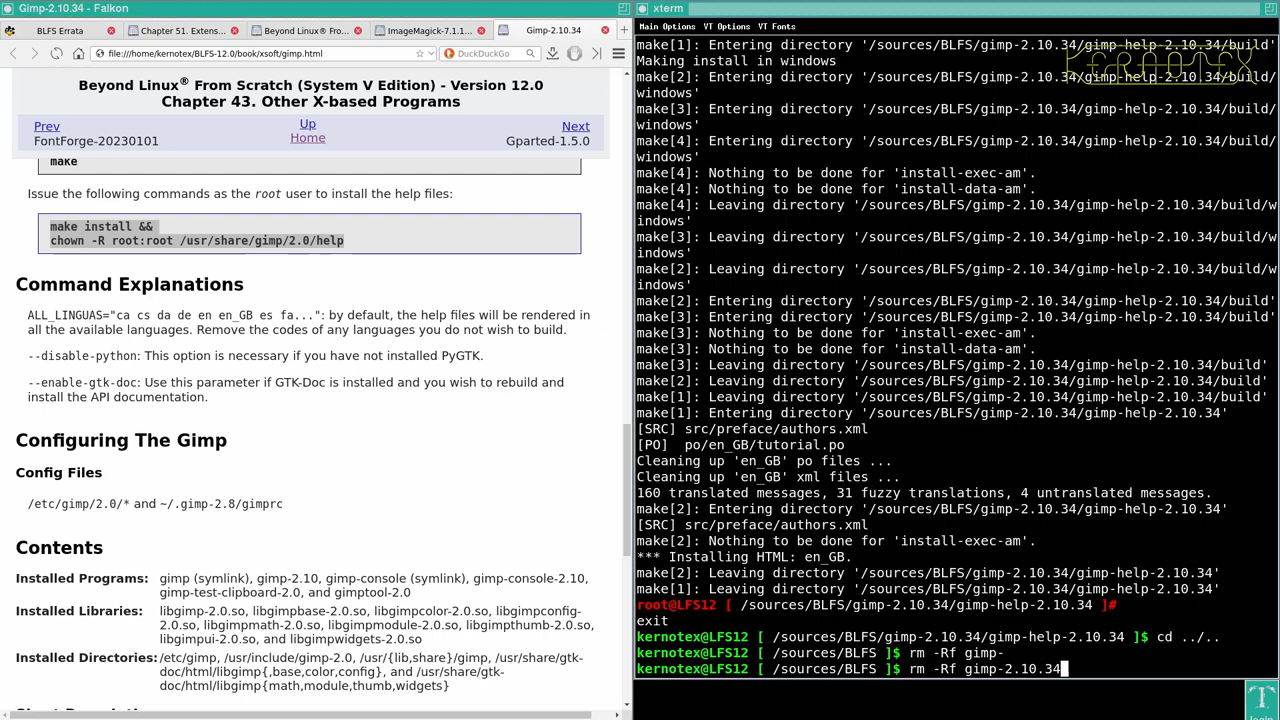 Gimp-2.10.34 - Falkon
BLFS Errata
Chapter 51. Extens...
Beyond Linux® Fro...
ImageMagick-7.1.1...
Gimp-2.10.34
file:///home/kernotex/BLFS-12.0/book/xsoft/gimp.html
DuckDuckGo
Beyond Linux® From Scratch (System V Edition) - Version 12.0
Chapter 43. Other X-based Programs
Prev
Up
Next
FontForge-20230101
Home
Gparted-1.5.0
make
Issue the following commands as the root user to install the help files:
make install &&
chown -R root:root /usr/share/gimp/2.0/help
Command Explanations
ALL_LINGUAS="ca cs da de en en_GB es fa...": by default, the help files will be rendered in
all the available languages. Remove the codes of any languages you do not wish to build.
--disable-python: This option is necessary if you have not installed PyGTK.
--enable-gtk-doc: Use this parameter if GTK-Doc is installed and you wish to rebuild and
install the API documentation.
Configuring The Gimp
Config Files
/etc/gimp/2.0/* and ~/.gimp-2.8/gimprc
Contents
Installed Programs: gimp (symlink), gimp-2.10, gimp-console (symlink), gimp-console-2.10,
gimp-test-clipboard-2.0, and gimptool-2.0
Installed Libraries: libgimp-2.0.so, libgimpbase-2.0.so, libgimpcolor-2.0.so, libgimpconfig-
2.0.so, libgimpmath-2.0.so, libgimpmodule-2.0.so, libgimpthumb-2.0.so,
libgimpui-2.0.so, and libgimpwidgets-2.0.so
Installed Directories: /etc/gimp, /usr/include/gimp-2.0, /usr/{lib,share}/gimp, /usr/share/gtk-
doc/html/libgimp{,base,color,config}, and /usr/share/gtk-
doc/html/libgimp{math,module,thumb,widgets}
xterm
Main Options VT Options VT Fonts
KERNOTEX
make[1]: Entering directory '/sources/BLFS/gimp-2.10.34/gimp-help-2.10.34/build'
Making install in windows
make[2]: Entering directory '/sources/BLFS/gimp-2.10.34/gimp-help-2.10.34/build/
windows'
make[3]: Entering directory '/sources/BLFS/gimp-2.10.34/gimp-help-2.10.34/build/
windows'
make[4]: Entering directory '/sources/BLFS/gimp-2.10.34/gimp-help-2.10.34/build/
windows'
make[4]: Nothing to be done for 'install-exec-am'.
make[4]: Nothing to be done for 'install-data-am'.
make[4]: Leaving directory '/sources/BLFS/gimp-2.10.34/gimp-help-2.10.34/build/w
indows'
make[3]: Leaving directory '/sources/BLFS/gimp-2.10.34/gimp-help-2.10.34/build/w
indows'
make[2]: Leaving directory '/sources/BLFS/gimp-2.10.34/gimp-help-2.10.34/build/w
indows'
make[2]: Entering directory '/sources/BLFS/gimp-2.10.34/gimp-help-2.10.34/build'
make[3]: Entering directory '/sources/BLFS/gimp-2.10.34/gimp-help-2.10.34/build'
make[3]: Nothing to be done for 'install-exec-am'.
make[3]: Nothing to be done for 'install-data-am'.
make[3]: Leaving directory '/sources/BLFS/gimp-2.10.34/gimp-help-2.10.34/build'
make[2]: Leaving directory '/sources/BLFS/gimp-2.10.34/gimp-help-2.10.34/build'
make[1]: Leaving directory '/sources/BLFS/gimp-2.10.34/gimp-help-2.10.34/build'
make[1]: Entering directory '/sources/BLFS/gimp-2.10.34/gimp-help-2.10.34'
[SRC] src/preface/authors.xml
[PO]  po/en_GB/tutorial.po
Cleaning up 'en_GB' po files ...
Cleaning up 'en_GB' xml files ...
160 translated messages, 31 fuzzy translations, 4 untranslated messages.
make[2]: Entering directory '/sources/BLFS/gimp-2.10.34/gimp-help-2.10.34'
[SRC] src/preface/authors.xml
make[2]: Nothing to be done for 'install-exec-am'.
*** Installing HTML: en_GB.
make[2]: Leaving directory '/sources/BLFS/gimp-2.10.34/gimp-help-2.10.34'
make[1]: Leaving directory '/sources/BLFS/gimp-2.10.34/gimp-help-2.10.34'
root@LFS12 [ /sources/BLFS/gimp-2.10.34/gimp-help-2.10.34 ]#
exit
kernotex@LFS12 [ /sources/BLFS/gimp-2.10.34/gimp-help-2.10.34 ]$ cd ../..
kernotex@LFS12 [ /sources/BLFS ]$ rm -Rf gimp-
kernotex@LFS12 [ /sources/BLFS ]$ rm -Rf gimp-2.10.34